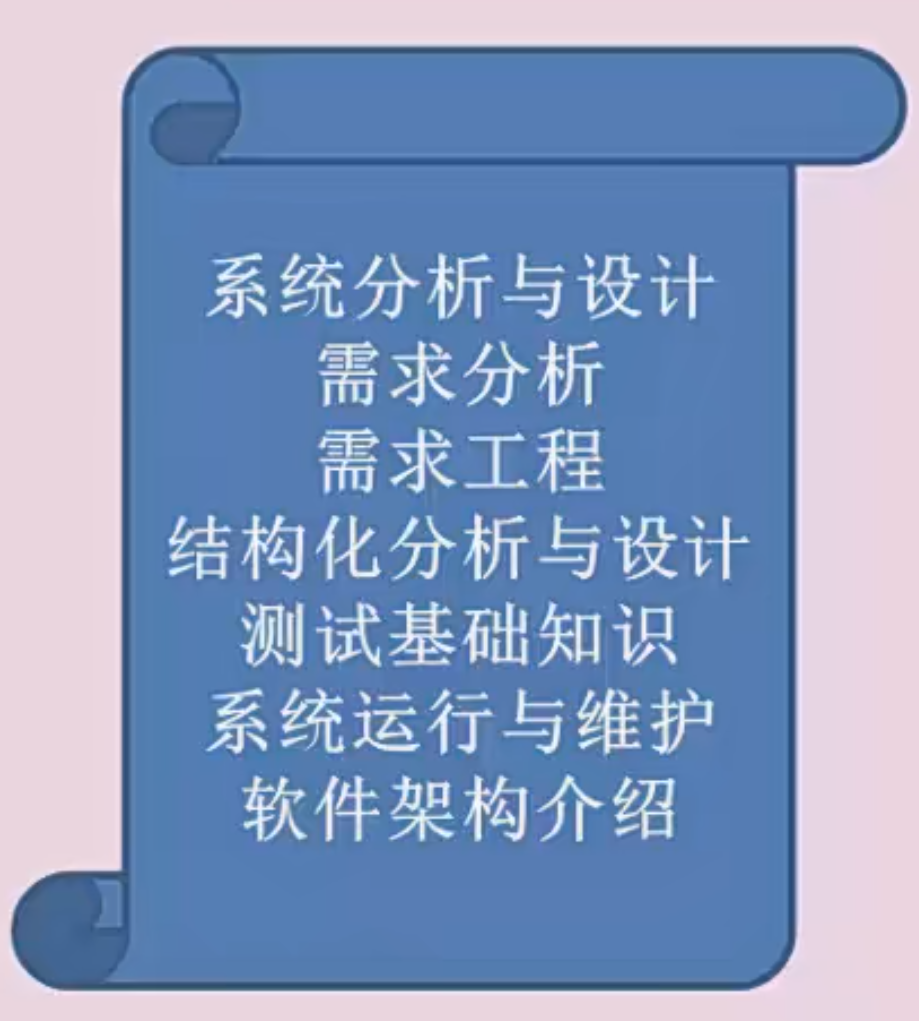 系统分析与设计
需求分析
需求工程
结构化分析与设计
测试基础知识
系统运行与维护
软件架构介绍